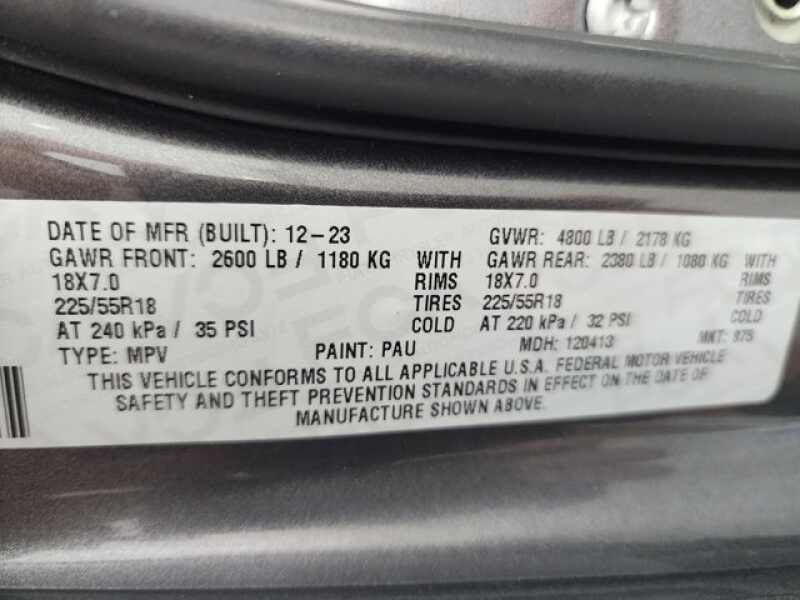 DATE OF MFR (BUILT): 12-23 GVWR: 4800 LB / 2178 KG
GAWR FRONT: 2600 LB / 1180 KG WITH GAWR REAR: 2380 LB / 1080 KG WITH
18X7.0 RIMS 18X7.0 RIMS
225/55R18 TIRES 225/55R18 TIRES
AT 240 kPa / 35 PSI COLD AT 220 kPa / 32 PSI COLD
TYPE: MPV PAINT: PAU MDH: 120413 MKT: 975
THIS VEHICLE CONFORMS TO ALL APPLICABLE U.S.A. FEDERAL MOTOR VEHICLE
SAFETY AND THEFT PREVENTION STANDARDS IN EFFECT ON THE DATE OF
MANUFACTURE SHOWN ABOVE.